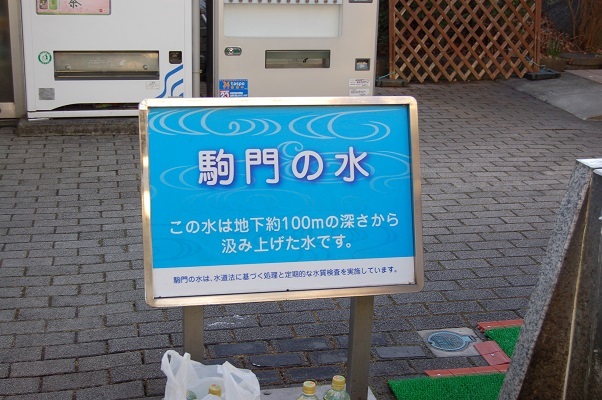 茶
taspo
駒門の水
この水は地下約100mの深さから
汲み上げた水です。
駒門の水は、水道法に基づく処理と定期的な水質検査を実施しています。